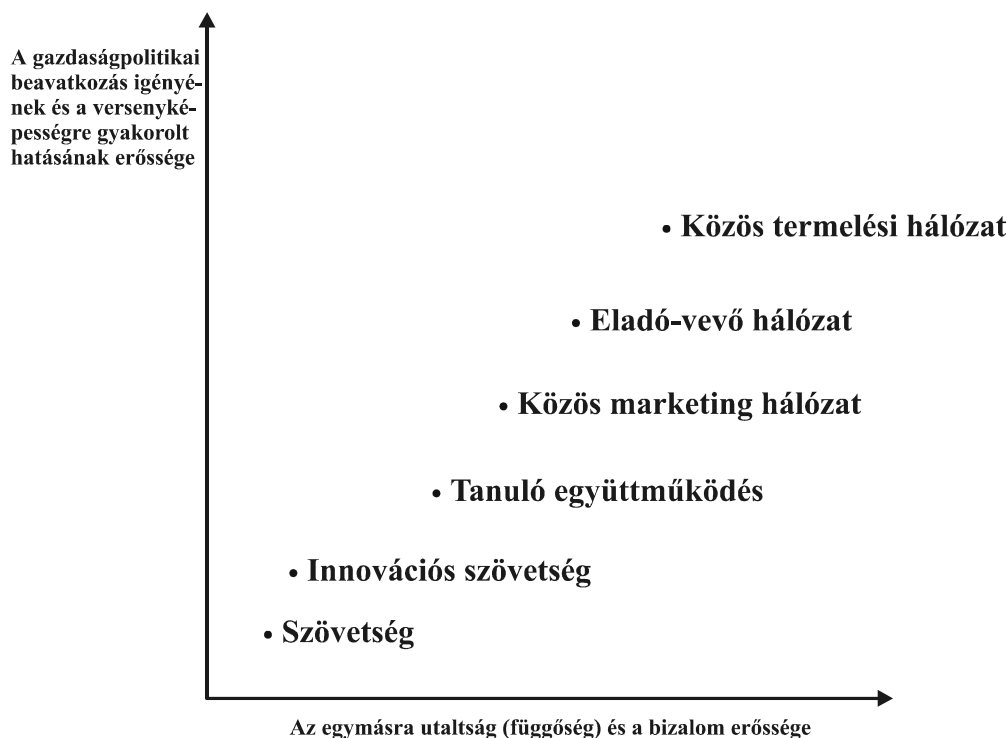 A gazdaságpolitikai
beavatkozás igényé-
nek és a versenyké-
pességre gyakorolt
hatásának erőssége
• Közös termelési hálózat
• Eladó-vevő hálózat
• Közös marketing hálózat
• Tanuló együttműködés
• Innovációs szövetség
• Szövetség
Az egymásra utaltság (függőség) és a bizalom erőssége